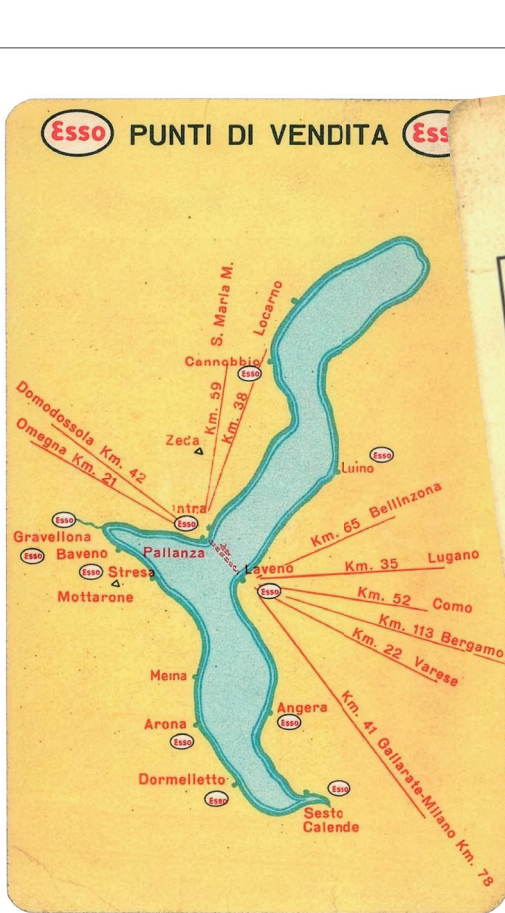 Esso PUNTI DI VENDITA Ess
S. Maria M.
Locarno
Cannobbio
Esso
Km. 59
Km. 38
Domodossola Km. 42
Omegna Km. 21
Zeda
Esso
Luino
Intra
Esso
Esso
Gravellona
Km. 65 Bellinzona
Esso
Baveno
Pallanza
Km. 35 Lugano
Laveno
Esso
Stresa
Mottarone
Esso
Km. 52 Como
Km. 113 Bergamo
Km. 22 Varese
Meina
Km. 41 Gallarate-Milano Km. 78
Angera
Esso
Arona
Esso
Dormelletto
Esso
Esso
Sesto
Calende